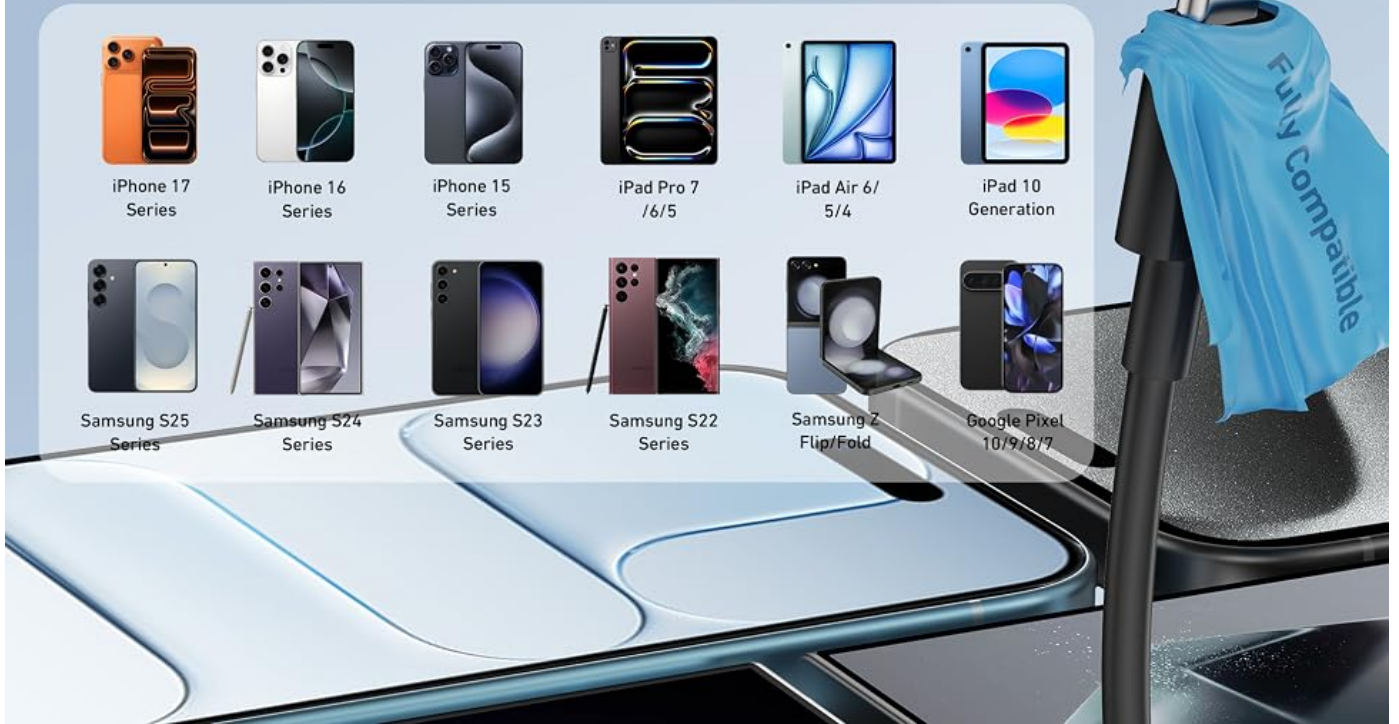 iPhone 17
Series
iPhone 16
Series
iPhone 15
Series
iPad Pro 7
/6/5
iPad Air 6/
5/4
iPad 10
Generation
Samsung S25
Series
Samsung S24
Series
Samsung S23
Series
Samsung S22
Series
Samsung Z
Flip/Fold
Google Pixel
10/9/8/7
Fully Compatible